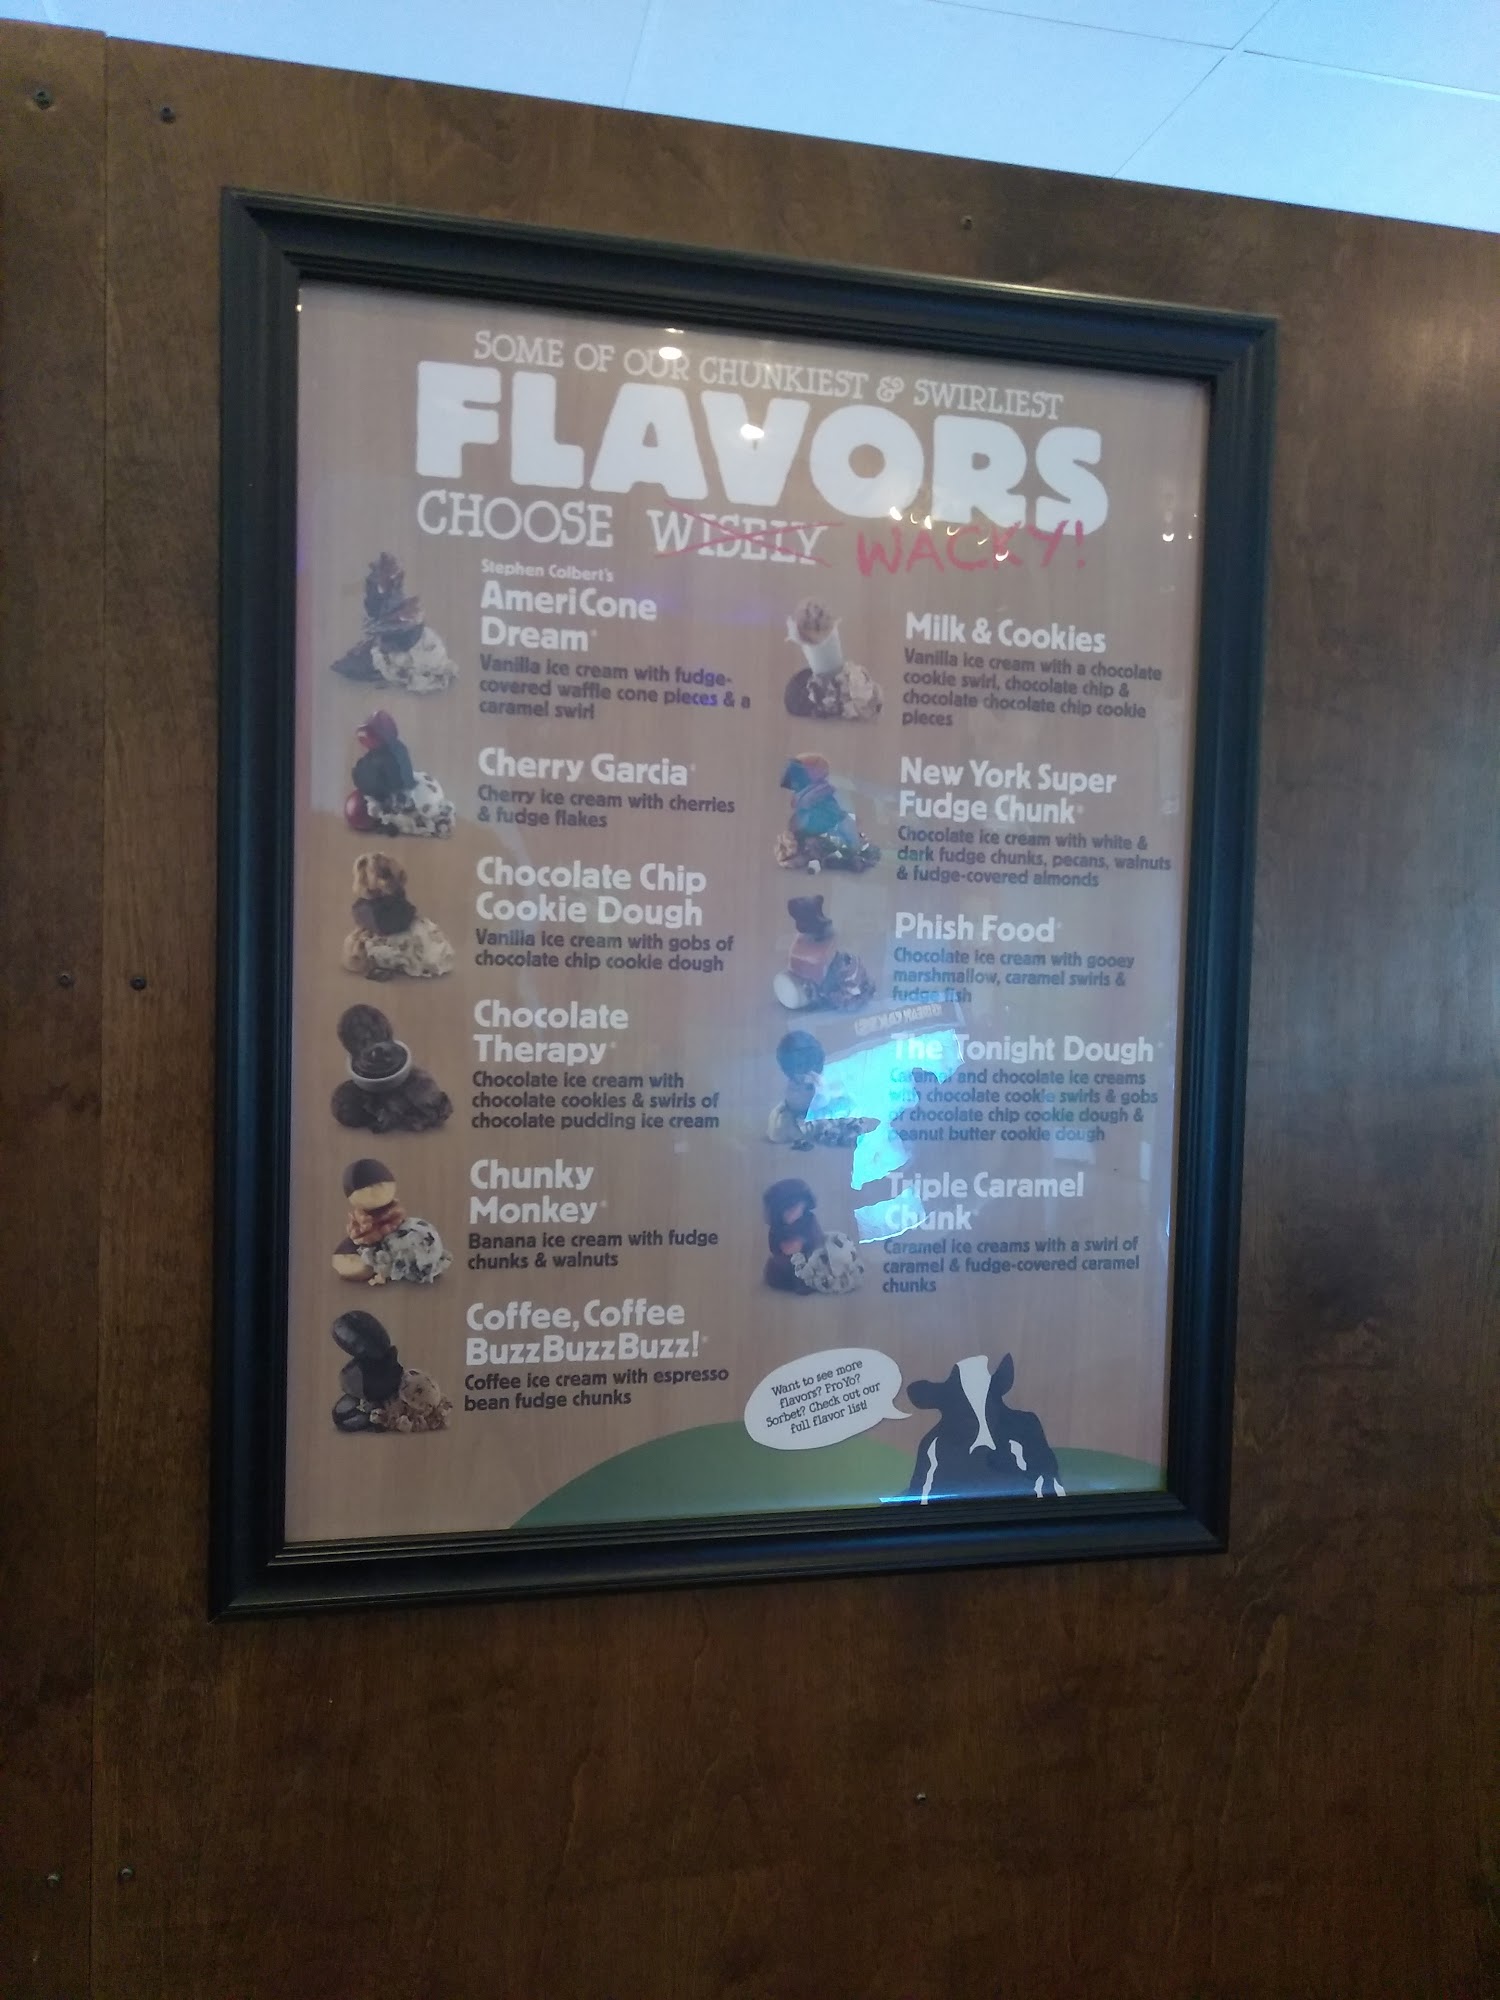 SOME OF OUR CHUNKIEST & SWIRLIEST
FLAVORS
CHOOSE WISELY WACKY!
Stephen Colbert's
AmeriCone
Dream®
Vanilla ice cream with fudge-
covered waffle cone pieces & a
caramel swirl
Cherry Garcia®
Cherry ice cream with cherries
& fudge flakes
Chocolate Chip
Cookie Dough
Vanilla ice cream with gobs of
chocolate chip cookie dough
Chocolate
Therapy®
Chocolate ice cream with
chocolate cookies & swirls of
chocolate pudding ice cream
Chunky
Monkey®
Banana ice cream with fudge
chunks & walnuts
Coffee, Coffee
BuzzBuzzBuzz!®
Coffee ice cream with espresso
bean fudge chunks
Milk & Cookies
Vanilla ice cream with a chocolate
cookie swirl, chocolate chip &
chocolate chocolate chip cookie
pieces
New York Super
Fudge Chunk®
Chocolate ice cream with white &
dark fudge chunks, pecans, walnuts
& fudge-covered almonds
Phish Food®
Chocolate ice cream with gooey
marshmallow, caramel swirls &
fudge fish
The Tonight Dough®
Caramel and chocolate ice creams
with chocolate cookie swirls & gobs
of chocolate chip cookie dough &
peanut butter cookie dough
Triple Caramel
Chunk®
Caramel ice creams with a swirl of
caramel & fudge-covered caramel
chunks
Want to see more
flavors? FroYo?
Sorbet? Check out our
full flavor list!